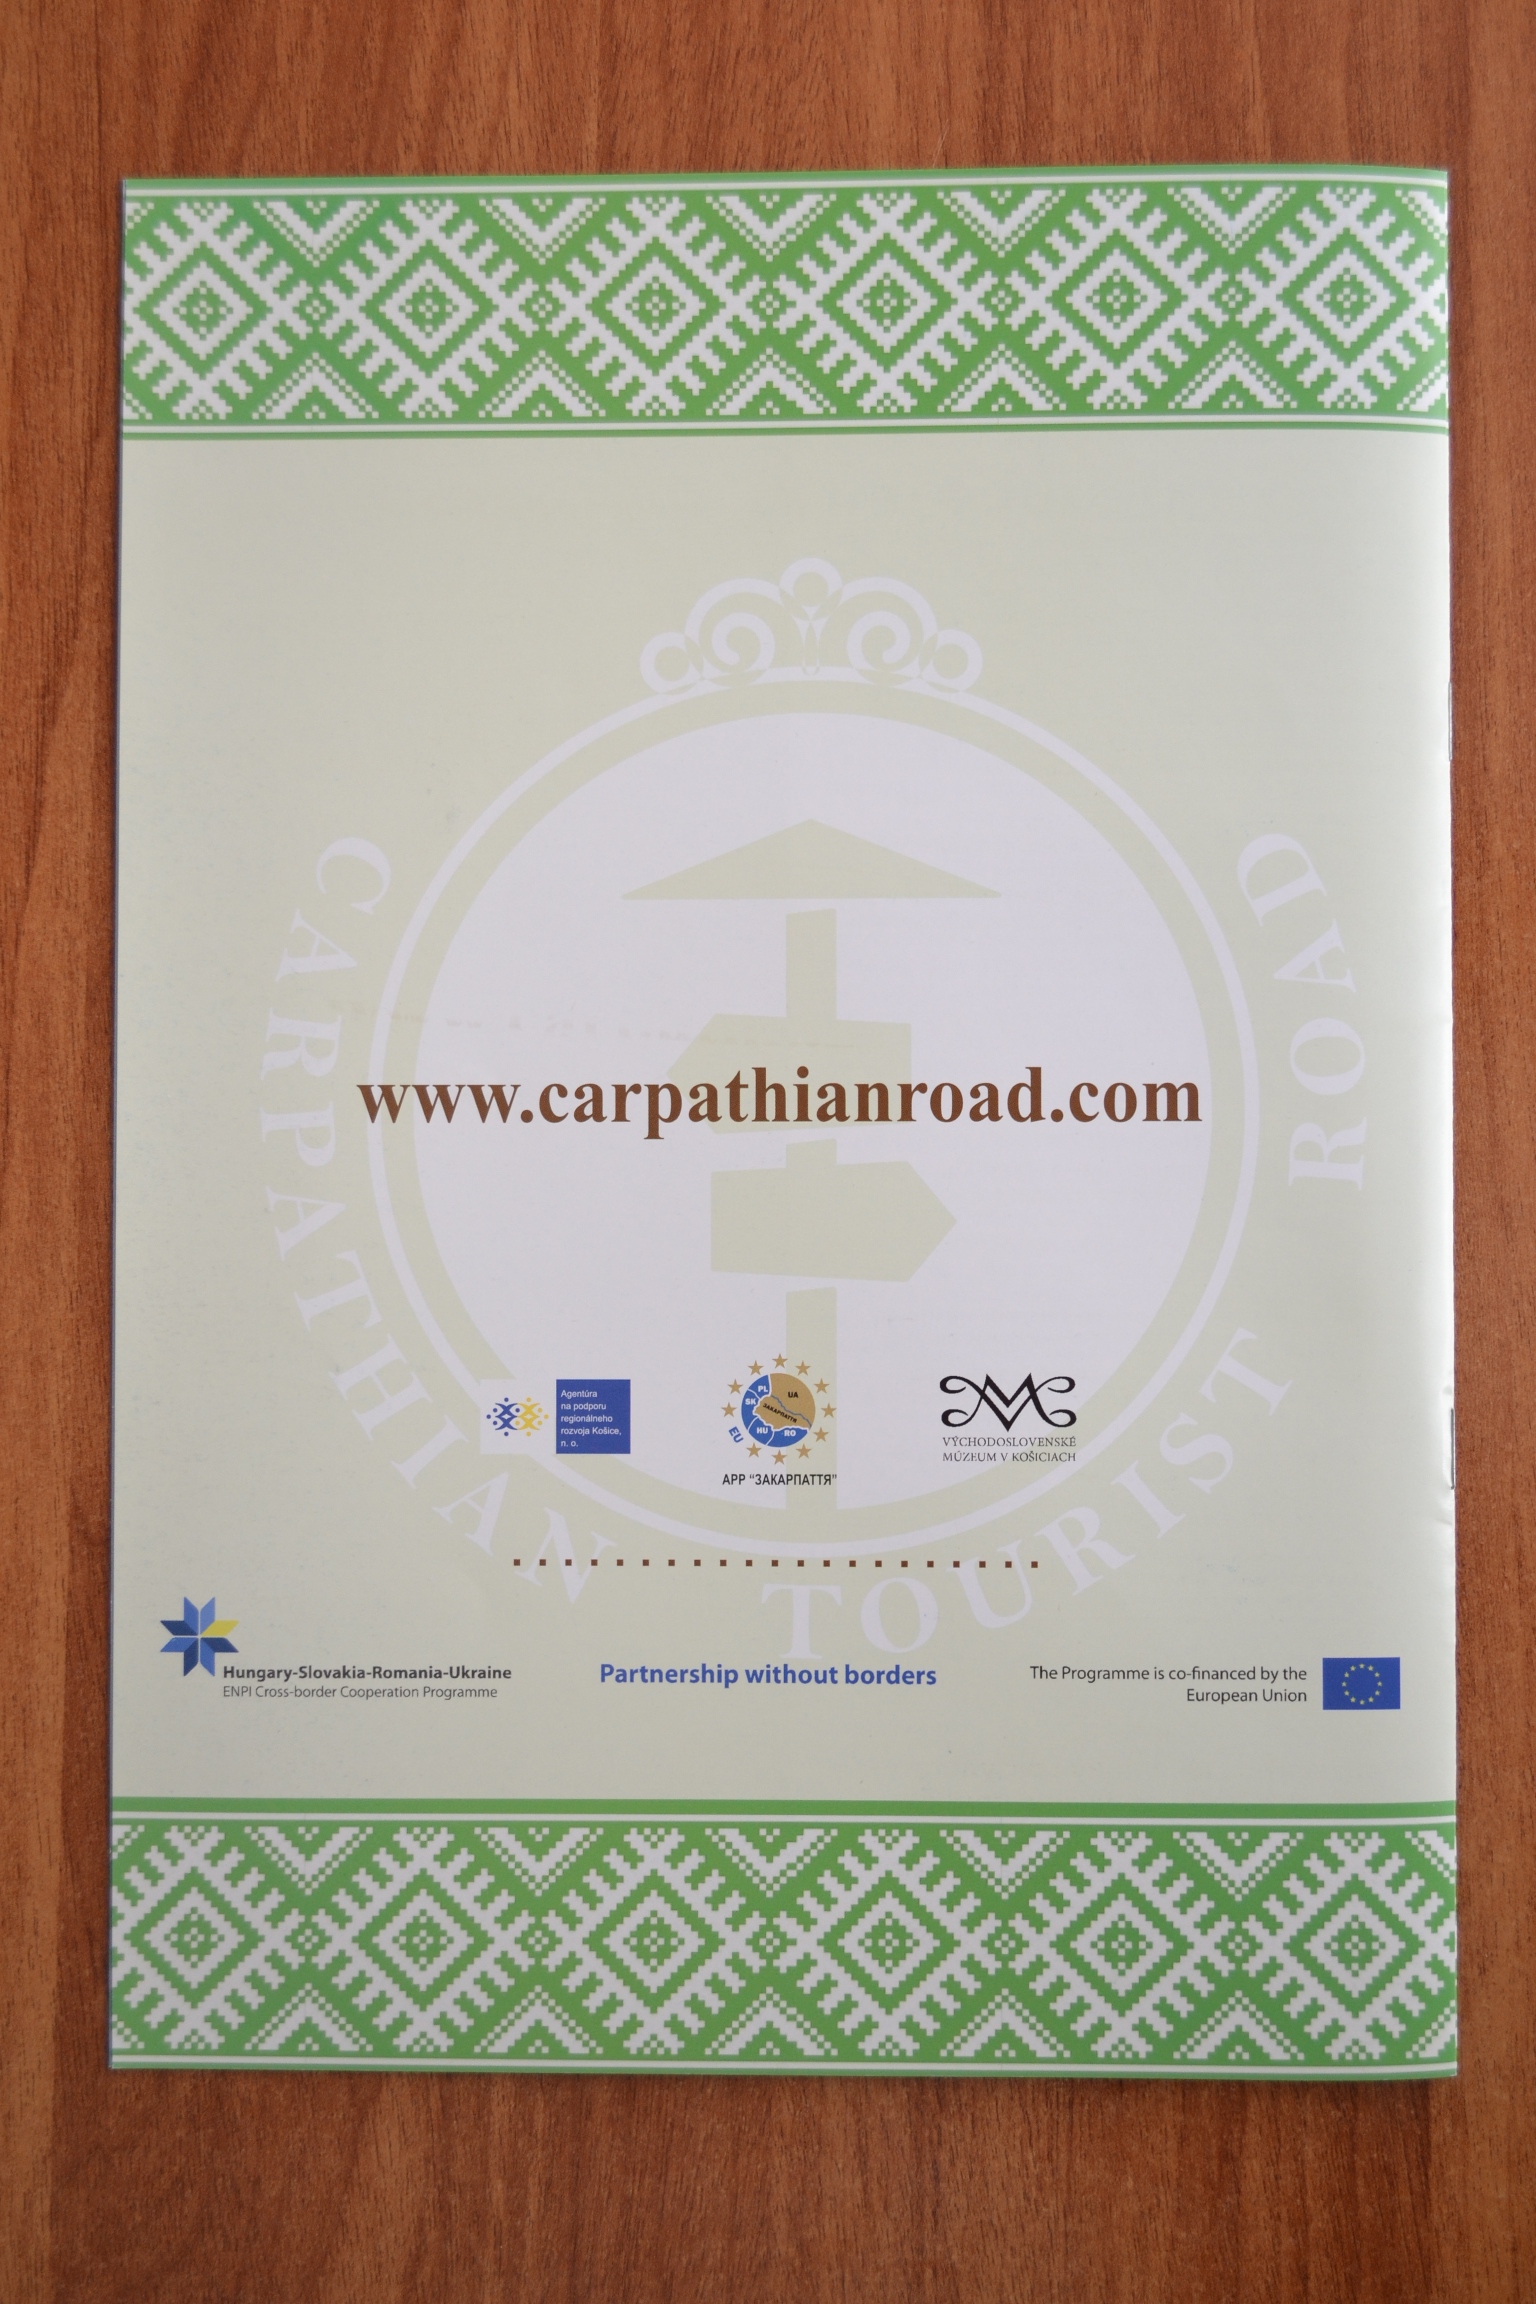 CARPATHIAN TOURIST ROAD
www.carpathianroad.com
Agentúra
na podporu
regionálneho
rozvoja Košice,
n. o.
PL
UA
SK
ЗАКАРПАТТЯ
HU
RO
EU
АРР “ЗАКАРПАТТЯ”
VÝCHODOSLOVENSKÉ
MÚZEUM V KOŠICIACH
Hungary-Slovakia-Romania-Ukraine
ENPI Cross-border Cooperation Programme
Partnership without borders
The Programme is co-financed by the
European Union